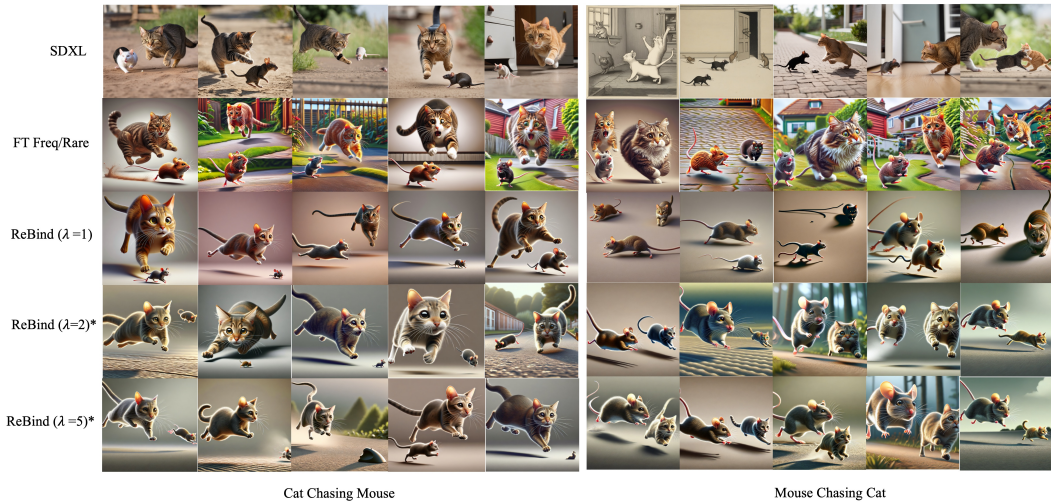 SDXL
FT Freq/Rare
ReBind (λ =1)
ReBind (λ=2)*
ReBind (λ =5)*
Cat Chasing Mouse
Mouse Chasing Cat